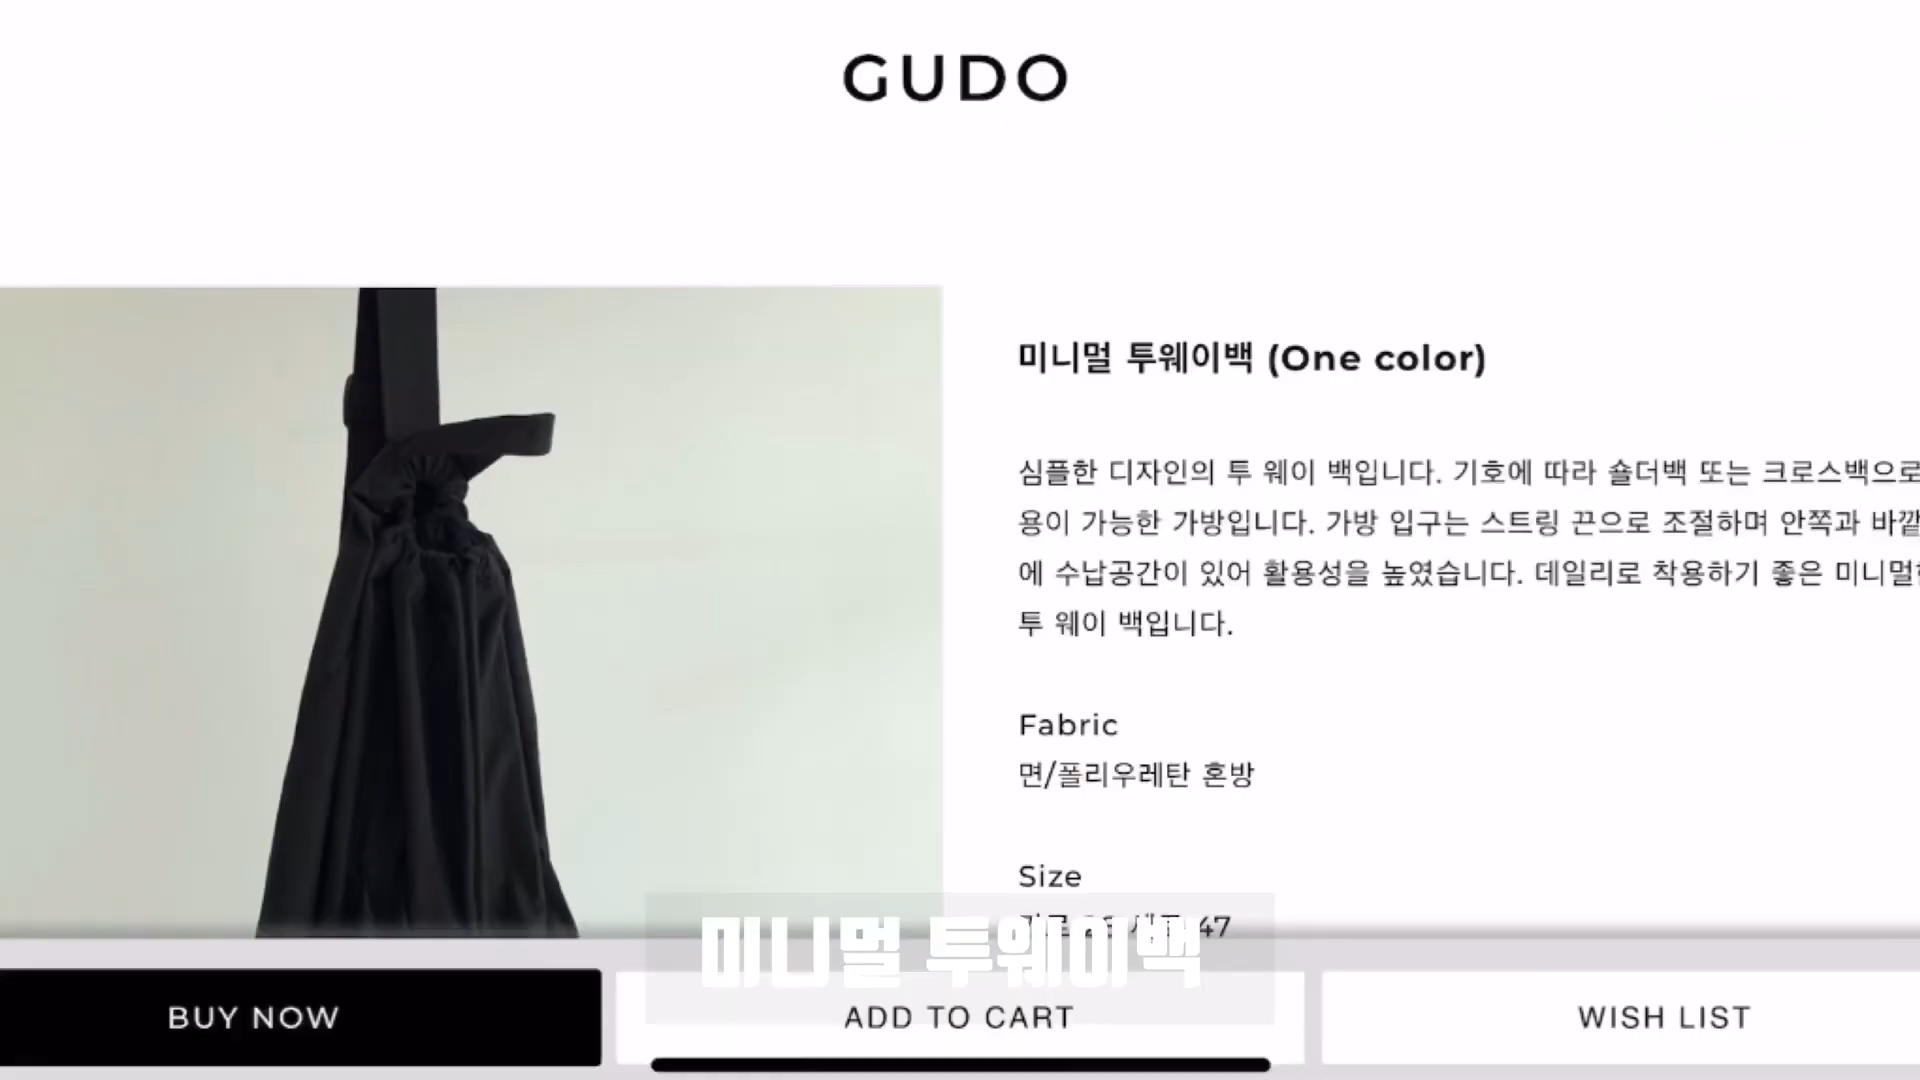 GUDO
미니멀 투웨이백 (One color)
심플한 디자인의 투 웨이 백입니다. 기호에 따라 숄더백 또는 크로스백으로
용이 가능한 가방입니다. 가방 입구는 스트링 끈으로 조절하며 안쪽과 바깥
에 수납공간이 있어 활용성을 높였습니다. 데일리로 착용하기 좋은 미니멀한
투 웨이 백입니다.
Fabric
면/폴리우레탄 혼방
Size
47
미니멀 투웨이백
BUY NOW
ADD TO CART
WISH LIST